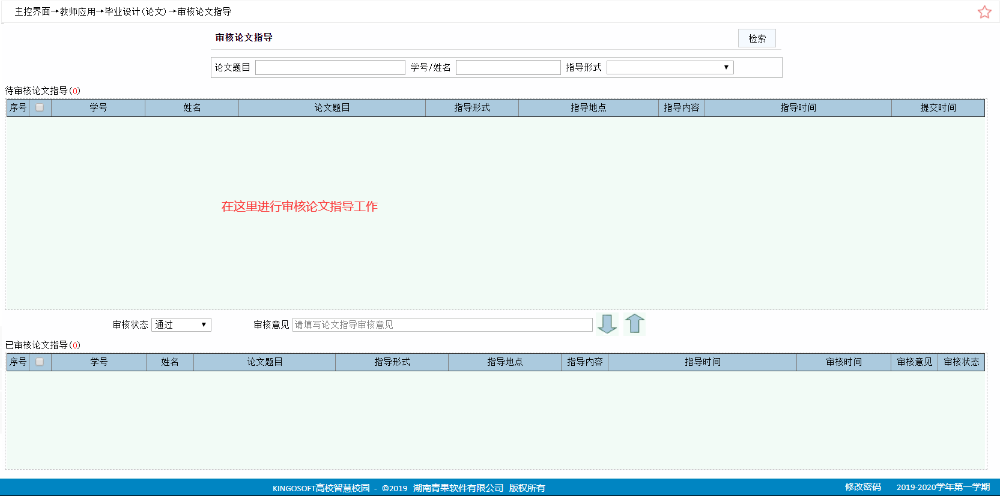 主控界面→教师应用→毕业设计(论文)→审核论文指导
审核论文指导 检索
论文题目 学号/姓名 指导形式
待审核论文指导(0)
序号 学号 姓名 论文题目 指导形式 指导地点 指导内容 指导时间 提交时间
在这里进行审核论文指导工作
审核状态 通过 审核意见 请填写论文指导审核意见
已审核论文指导(0)
序号 学号 姓名 论文题目 指导形式 指导地点 指导内容 指导时间 审核时间 审核意见 审核状态
KINGOSOFT高校智慧校园 - ©2019 湖南青果软件有限公司 版权所有 修改密码 2019-2020学年第一学期